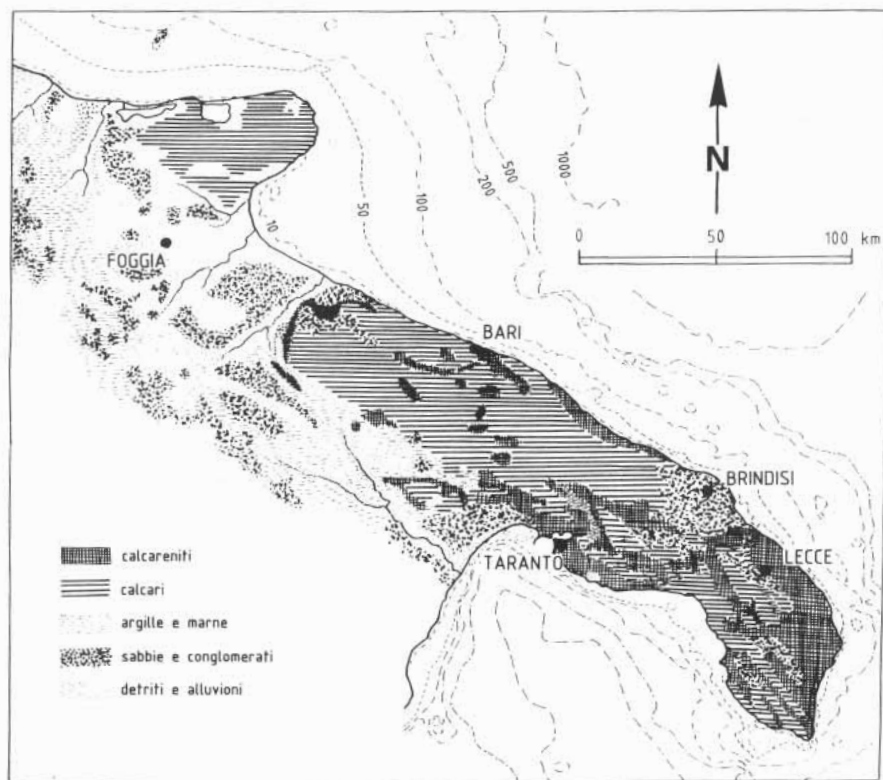 1000
500
200
100
50
10
N
0 50 100 km
FOGGIA
BARI
BRINDISI
LECCE
TARANTO
calcareniti
calcari
argille e marne
sabbie e conglomerati
detriti e alluvioni